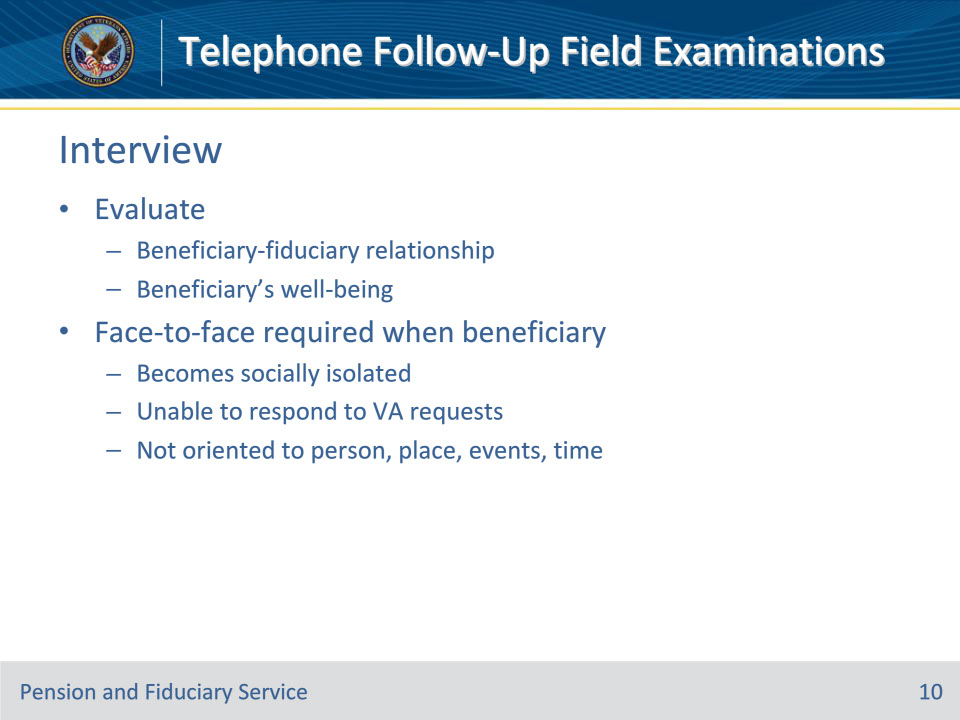 Telephone Follow-Up Field Examinations
Interview
• Evaluate
– Beneficiary-fiduciary relationship
– Beneficiary's well-being
• Face-to-face required when beneficiary
– Becomes socially isolated
– Unable to respond to VA requests
– Not oriented to person, place, events, time
Pension and Fiduciary Service
10